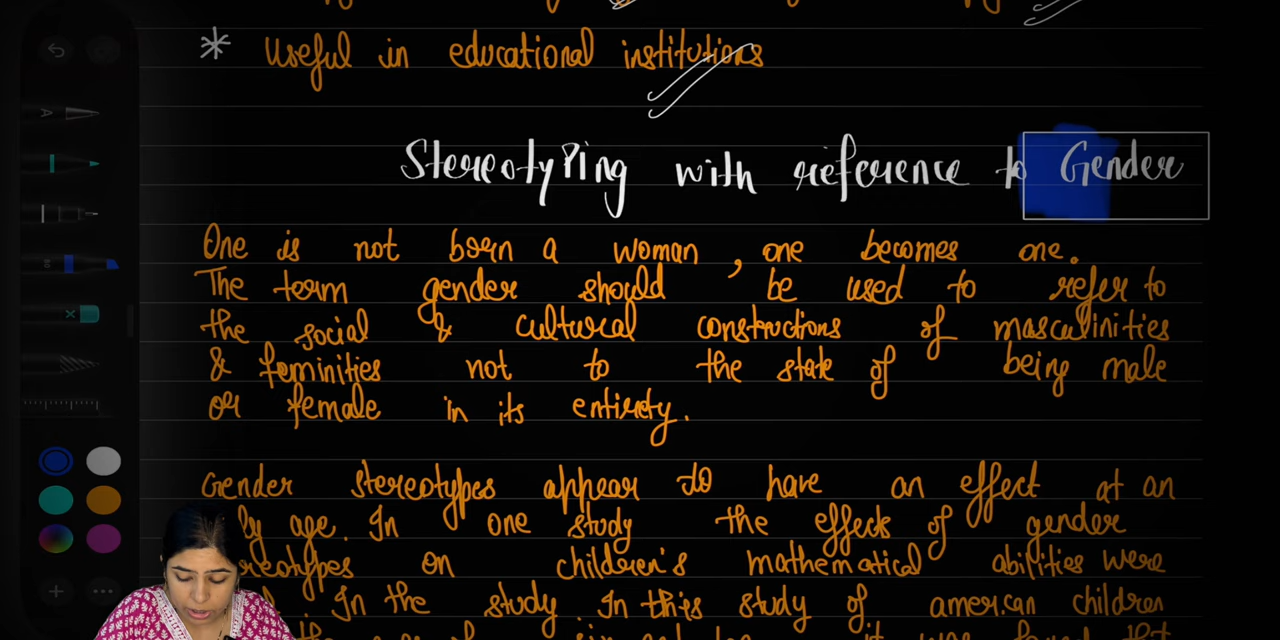 * Useful in educational institutions
Stereotyping with reference to Gender
One is not born a woman, one becomes one.
The term gender should be used to refer to
the social & cultural constructions of masculinities
& feminities not to the state of being male
or female in its entirety.
Gender stereotypes appear to have an effect at an
age. In one study the effects of gender
on children's mathematical abilities were
In the study. In this study of american children